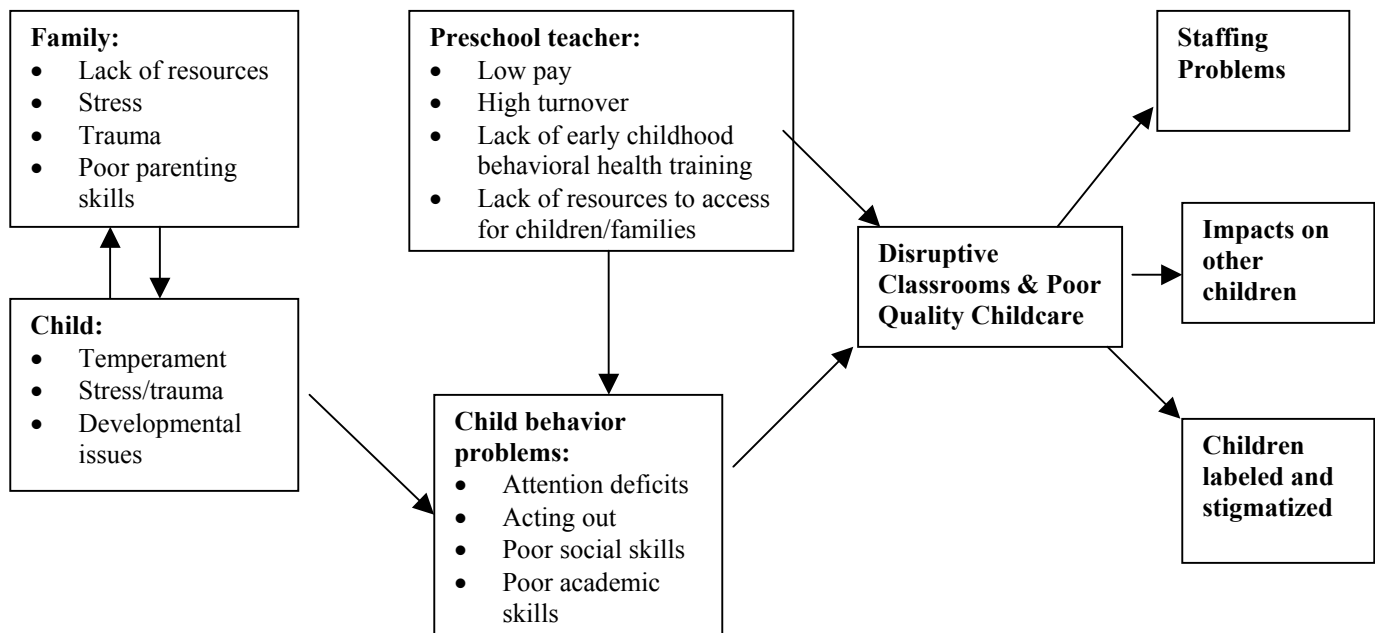 Family:
• Lack of resources
• Stress
• Trauma
• Poor parenting
skills
Preschool teacher:
• Low pay
• High turnover
• Lack of early childhood
behavioral health training
• Lack of resources to access
for children/families
Staffing
Problems
Disruptive
Classrooms & Poor
Quality Childcare
Impacts on
other
children
Child:
• Temperament
• Stress/trauma
• Developmental
issues
Child behavior
problems:
• Attention deficits
• Acting out
• Poor social skills
• Poor academic
skills
Children
labeled and
stigmatized